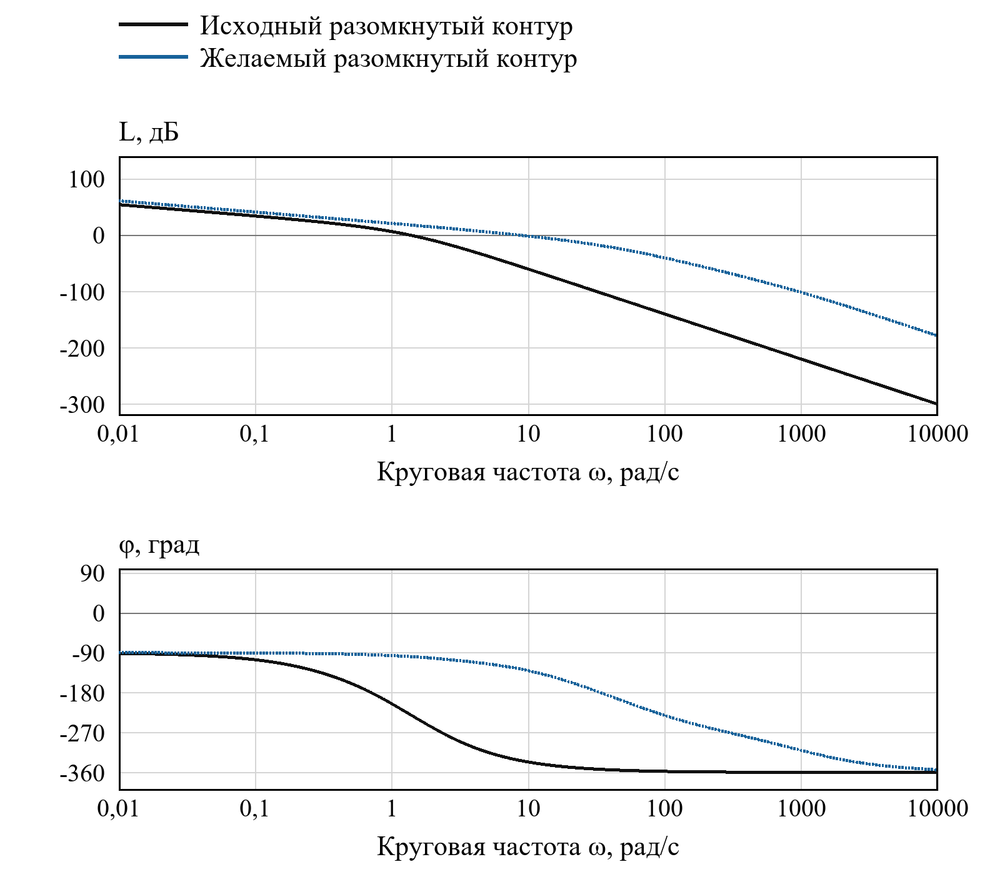 Исходный разомкнутый контур
Желаемый разомкнутый контур
L, дБ
100
0
-100
-200
-300
0,01 0,1 1 10 100 1000 10000
Круговая частота ω, рад/с
φ, град
90
0
-90
-180
-270
-360
0,01 0,1 1 10 100 1000 10000
Круговая частота ω, рад/с